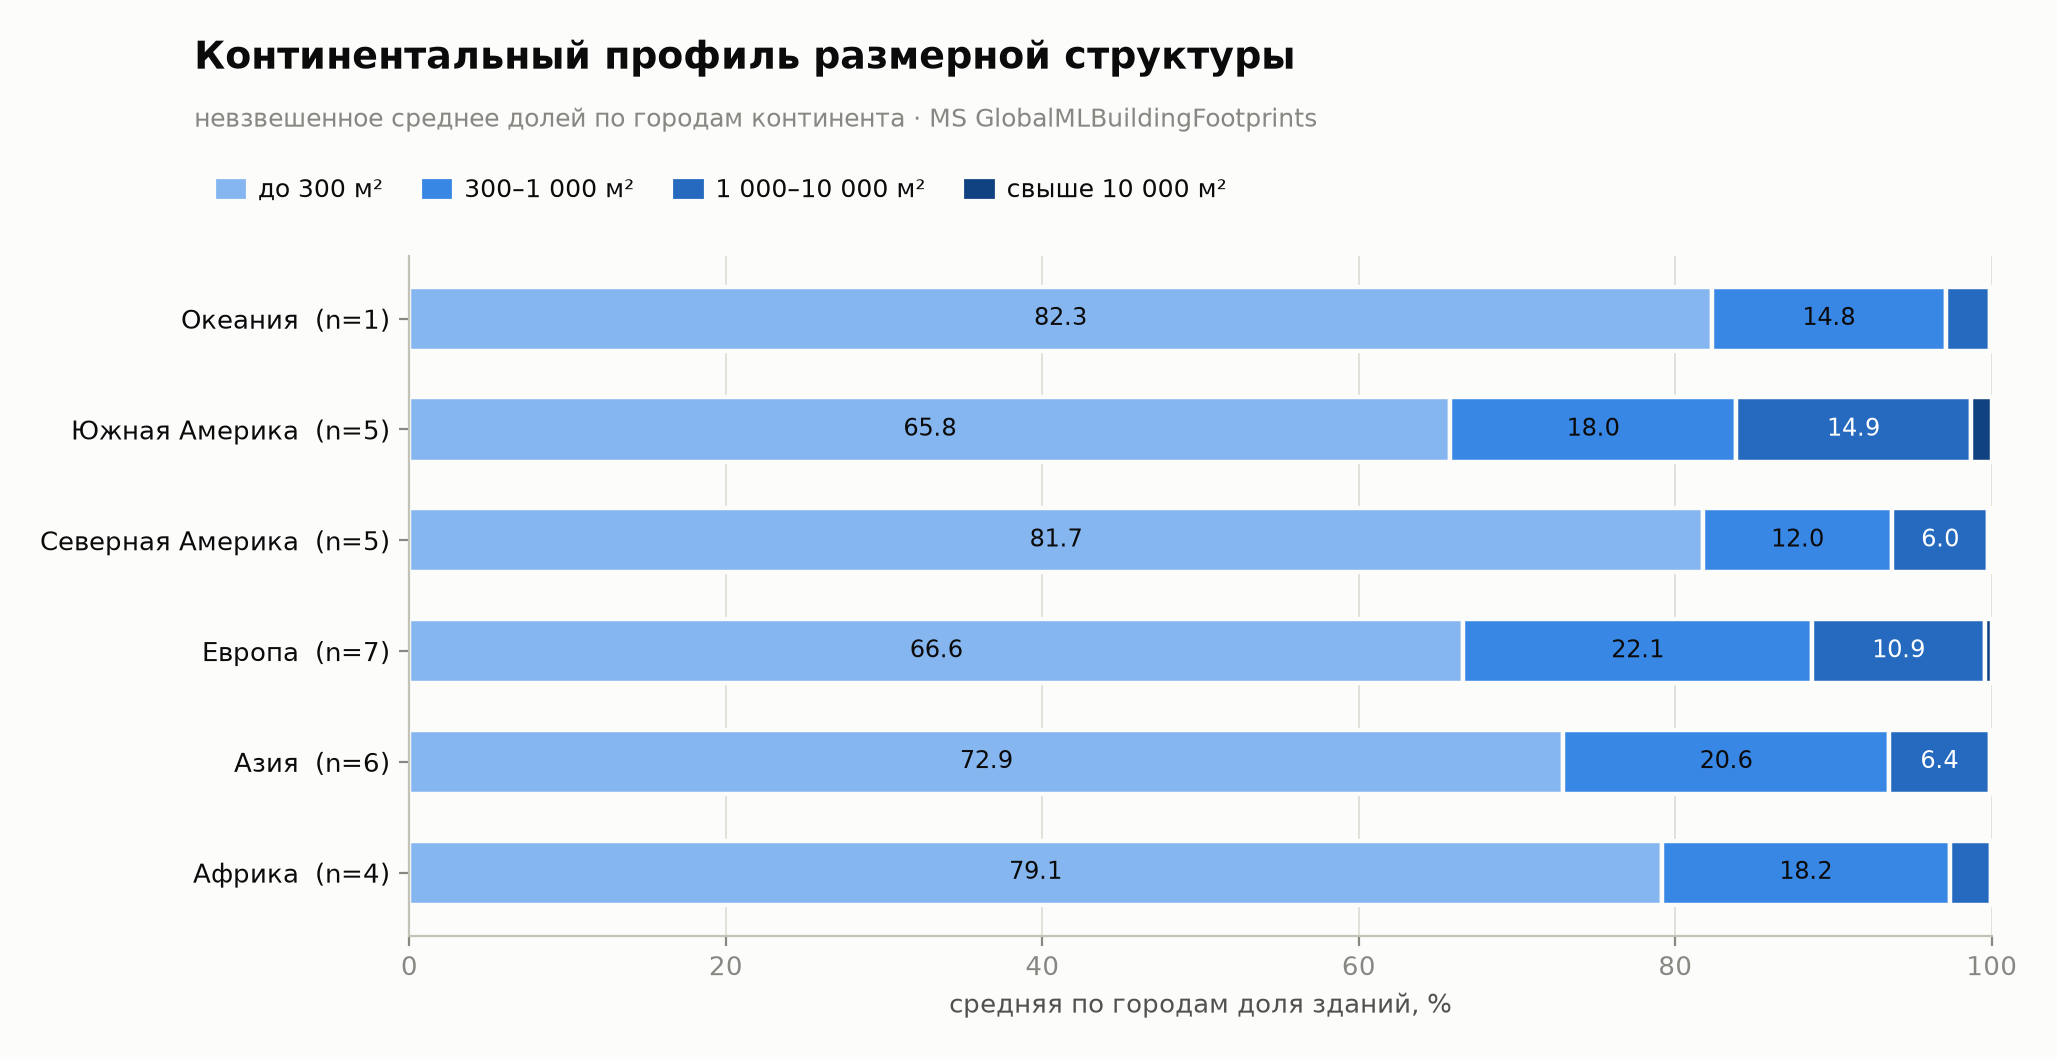 Континентальный профиль размерной структуры
невзвешенное среднее долей по городам континента · MS GlobalMLBuildingFootprints
до 300 м² 300–1 000 м² 1 000–10 000 м² свыше 10 000 м²
Океания (n=1) 82.3 14.8
Южная Америка (n=5) 65.8 18.0 14.9
Северная Америка (n=5) 81.7 12.0 6.0
Европа (n=7) 66.6 22.1 10.9
Азия (n=6) 72.9 20.6 6.4
Африка (n=4) 79.1 18.2
0 20 40 60 80 100
средняя по городам доля зданий, %